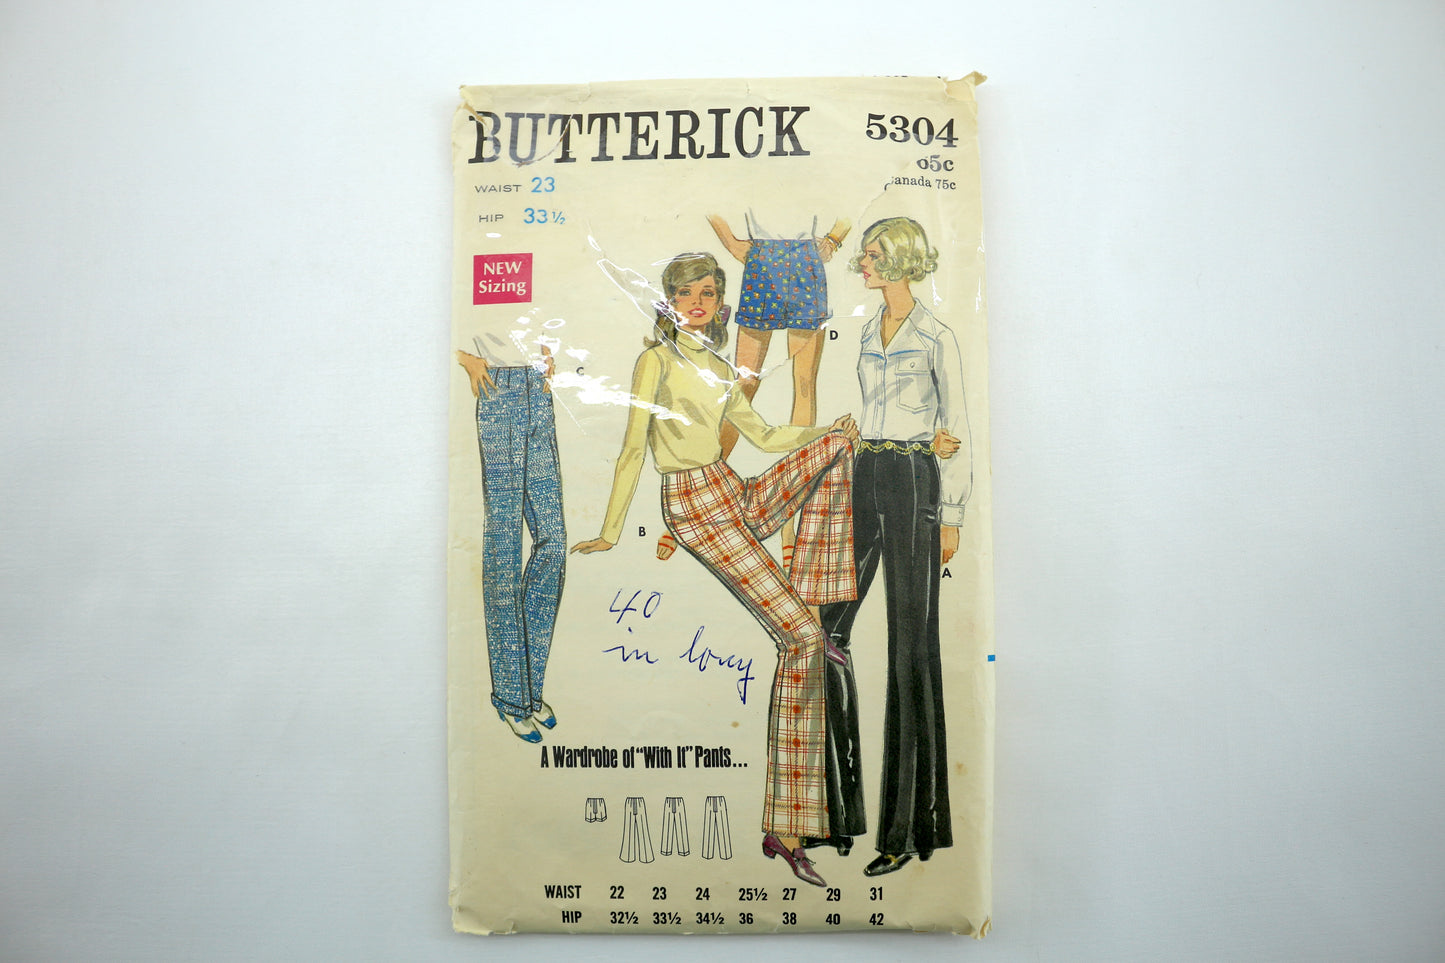 BUTTERICK
5304
65c
Canada 75c
WAIST 23
HIP 33½
NEW
Sizing
C
D
B
A
40
in long
A Wardrobe of "With It" Pants...
WAIST 22 23 24 25½ 27 29 31
HIP 32½ 33½ 34½ 36 38 40 42